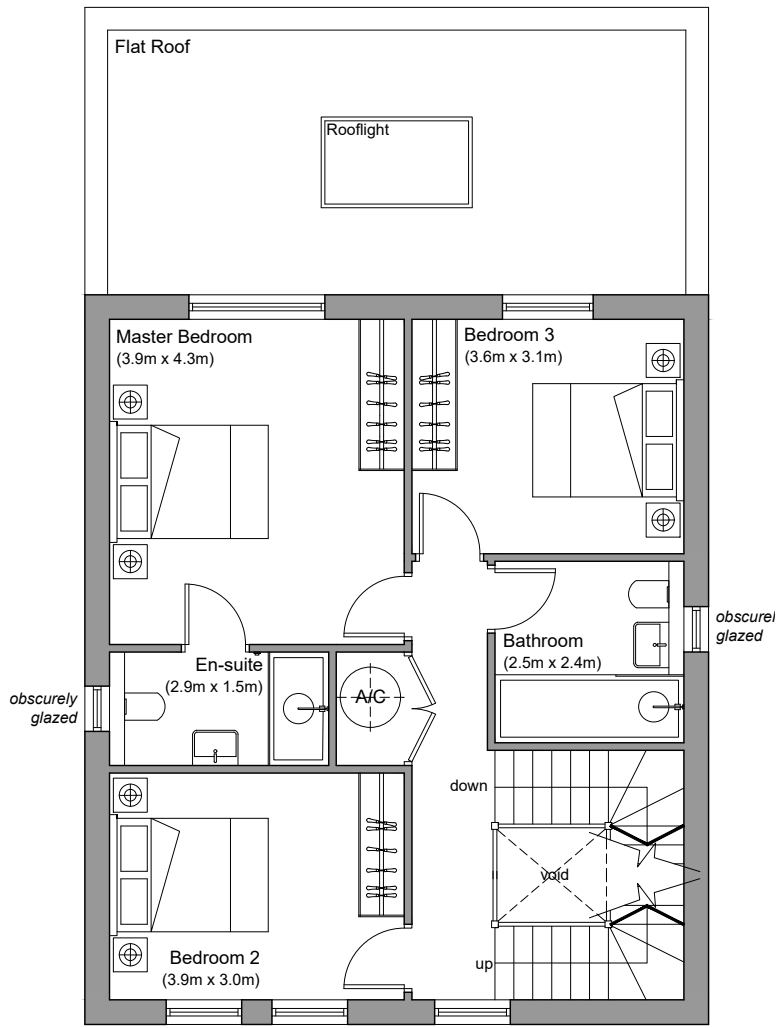 Flat Roof
Rooflight
Master Bedroom
(3.9m x 4.3m)
Bedroom 3
(3.6m x 3.1m)
obscurel
glazed
Bathroom
(2.5m x 2.4m)
En-suite
(2.9m x 1.5m)
A/C
obscurely
glazed
down
void
up
Bedroom 2
(3.9m x 3.0m)